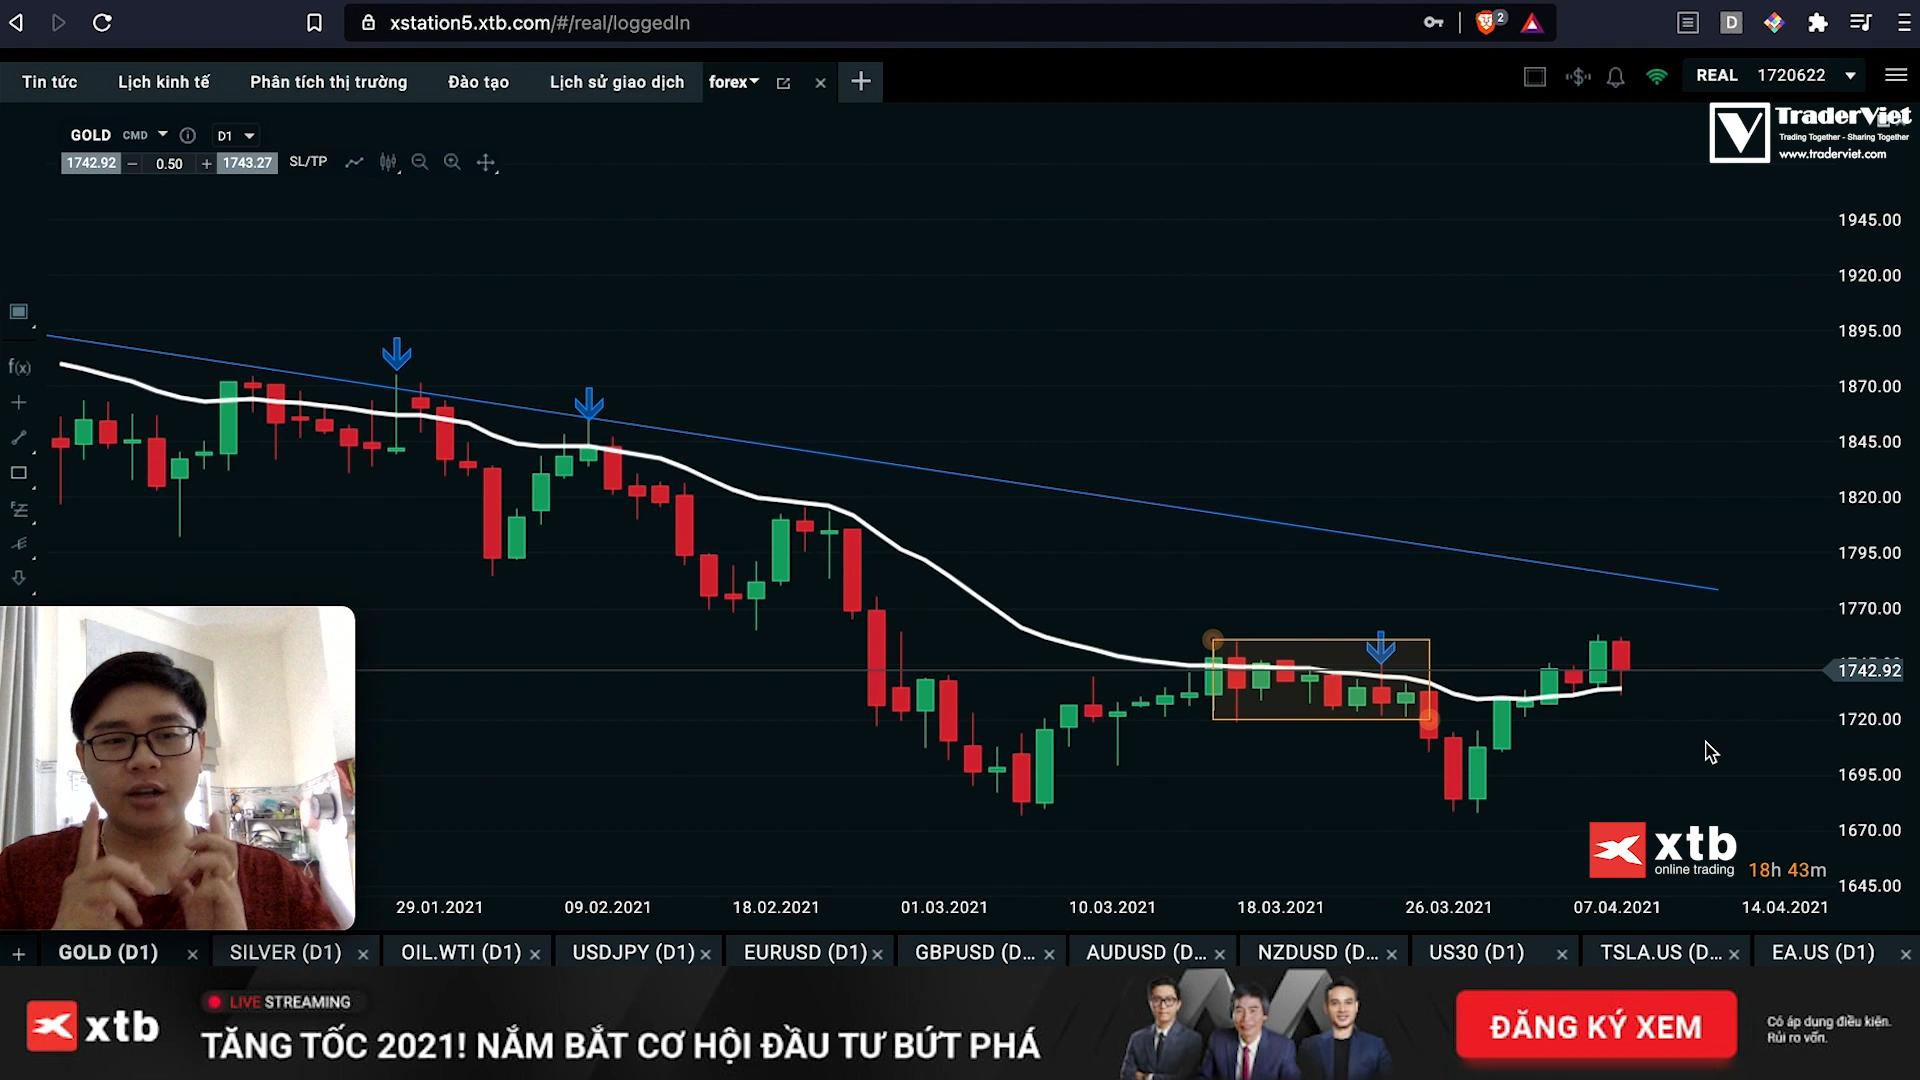 xstation5.xtb.com/#/real/loggedIn
2
D
Tin tức
Lịch kinh tế
Phân tích thị trường
Đào tạo
Lịch sử giao dịch
forex
REAL 1720622
TraderViet
Trading Together - Sharing Together
www.traderviet.com
GOLD CMD
D1
1742.92 − 0.50 + 1743.27 SL/TP
f(x)
1945.00
1920.00
1895.00
1870.00
1845.00
1820.00
1795.00
1770.00
1742.92
1720.00
1695.00
1670.00
1645.00
xtb
online trading
18h 43m
29.01.2021
09.02.2021
18.02.2021
01.03.2021
10.03.2021
18.03.2021
26.03.2021
07.04.2021
14.04.2021
GOLD (D1)
SILVER (D1)
OIL.WTI (D1)
USDJPY (D1)
EURUSD (D1)
GBPUSD (D...
AUDUSD (D...
NZDUSD (D...
US30 (D1)
TSLA.US (D...
EA.US (D1)
xtb
LIVE STREAMING
TĂNG TỐC 2021! NẮM BẮT CƠ HỘI ĐẦU TƯ BỨT PHÁ
ĐĂNG KÝ XEM
Có áp dụng điều kiện.
Rủi ro vốn.